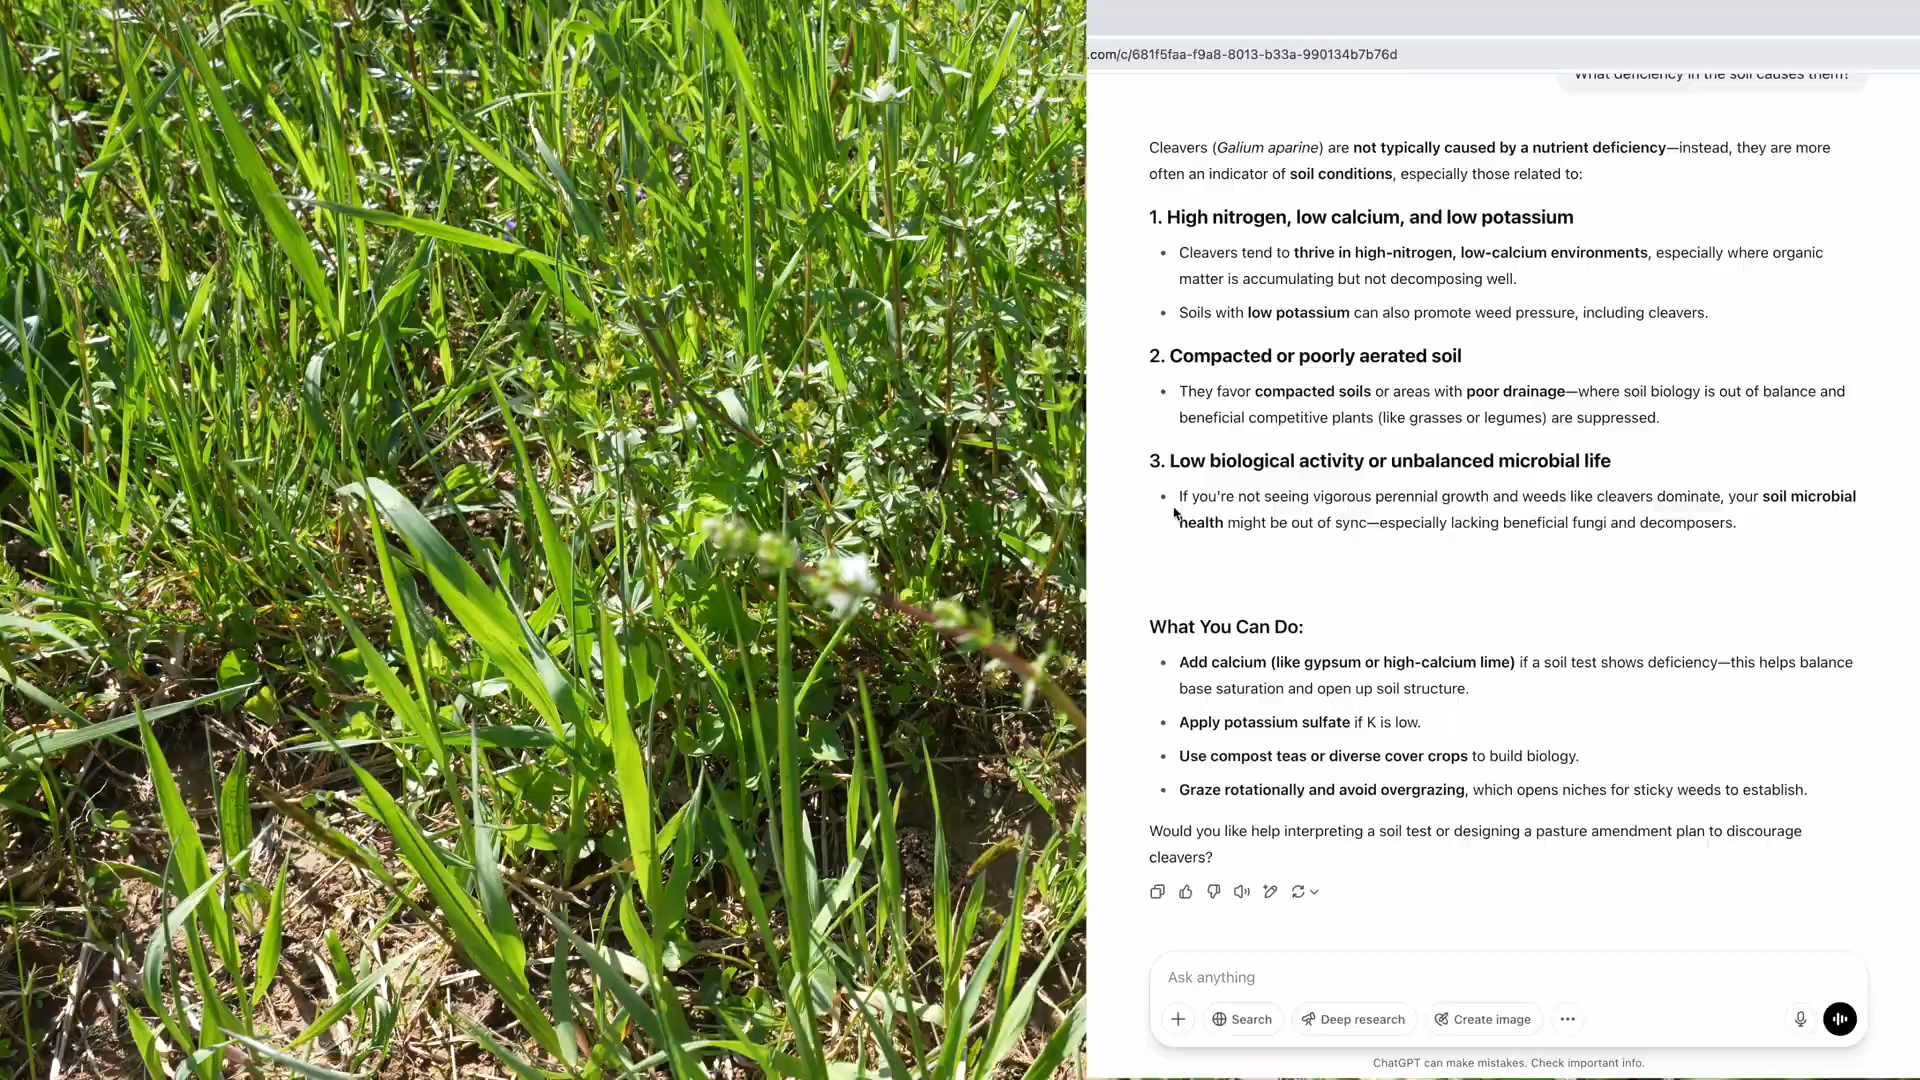 .com/c/681f5faa-f9a8-8013-b33a-990134b7b76d
What deficiency in the soil causes them?
Cleavers (Galium aparine) are not typically caused by a nutrient deficiency—instead, they are more
often an indicator of soil conditions, especially those related to:
1. High nitrogen, low calcium, and low potassium
• Cleavers tend to thrive in high-nitrogen, low-calcium environments, especially where organic
matter is accumulating but not decomposing well.
• Soils with low potassium can also promote weed pressure, including cleavers.
2. Compacted or poorly aerated soil
• They favor compacted soils or areas with poor drainage—where soil biology is out of balance and
beneficial competitive plants (like grasses or legumes) are suppressed.
3. Low biological activity or unbalanced microbial life
• If you're not seeing vigorous perennial growth and weeds like cleavers dominate, your soil microbial
health might be out of sync—especially lacking beneficial fungi and decomposers.
What You Can Do:
• Add calcium (like gypsum or high-calcium lime) if a soil test shows deficiency—this helps balance
base saturation and open up soil structure.
• Apply potassium sulfate if K is low.
• Use compost teas or diverse cover crops to build biology.
• Graze rotationally and avoid overgrazing, which opens niches for sticky weeds to establish.
Would you like help interpreting a soil test or designing a pasture amendment plan to discourage
cleavers?
Ask anything
Search
Deep research
Create image
ChatGPT can make mistakes. Check important info.